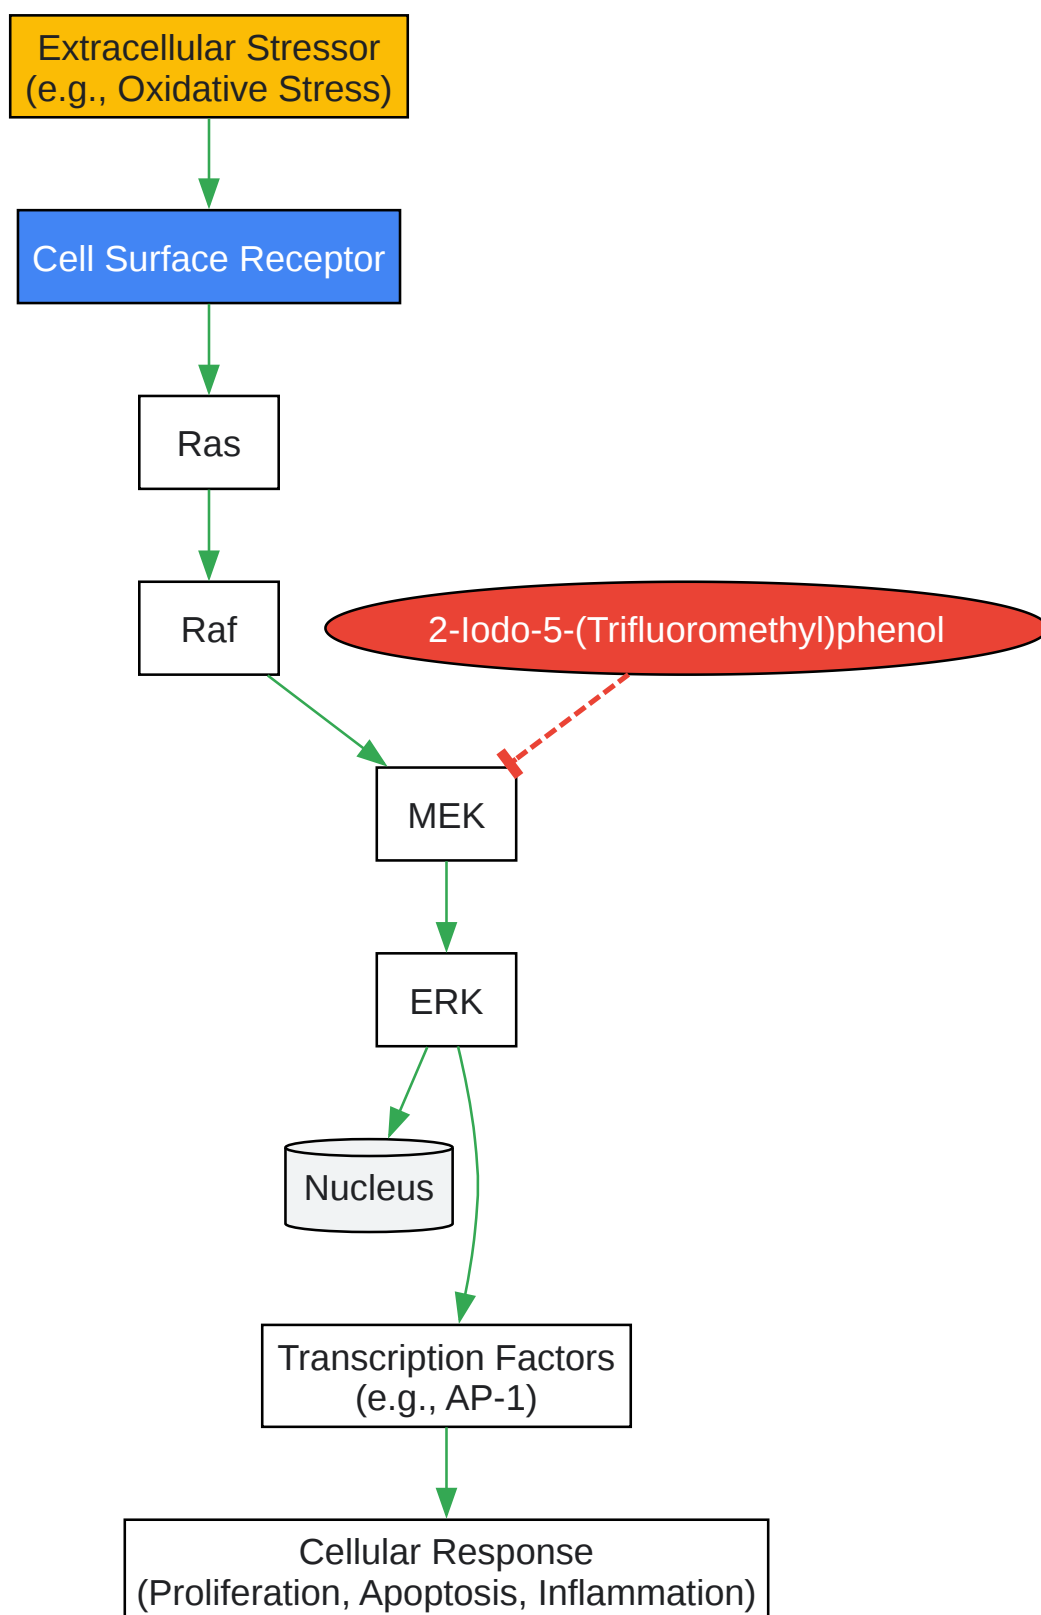 Extracellular Stressor
(e.g., Oxidative Stress)
Cell Surface Receptor
Ras
Raf
2-Iodo-5-(Trifluoromethyl)phenol
MEK
ERK
Nucleus
Transcription Factors
(e.g., AP-1)
Cellular Response
(Proliferation, Apoptosis, Inflammation)